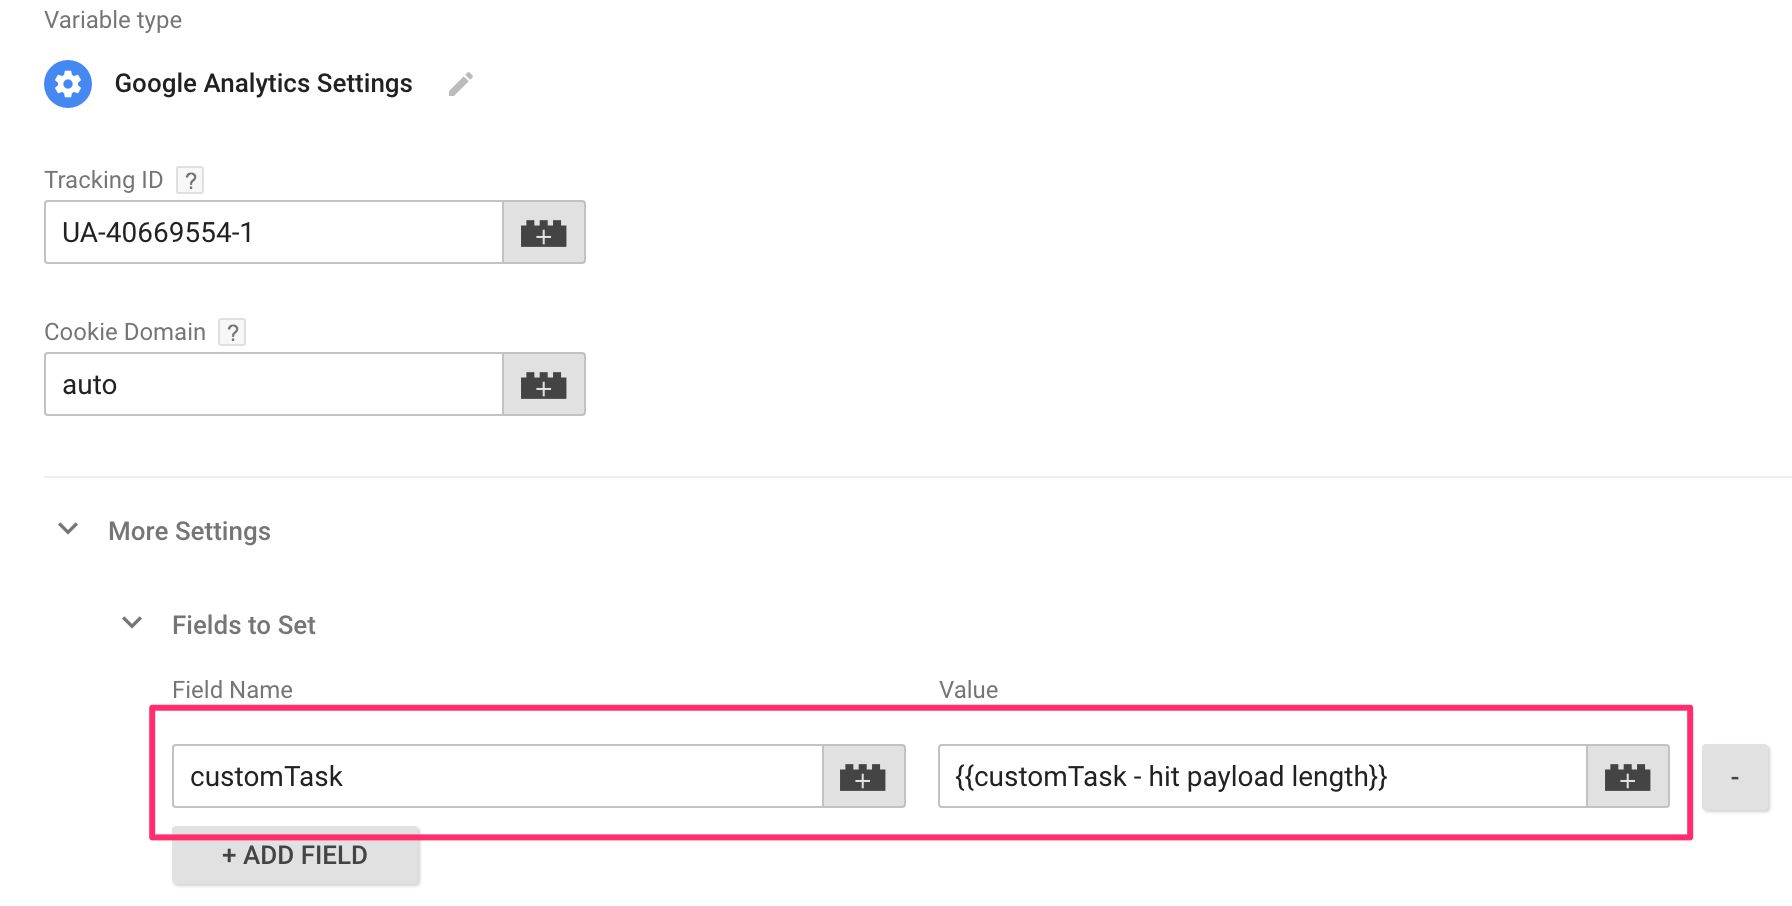 Variable type
Google Analytics Settings
Tracking ID ?
UA-40669554-1
Cookie Domain ?
auto
More Settings
Fields to Set
Field Name Value
customTask {{customTask - hit payload length}} -
+ ADD FIELD